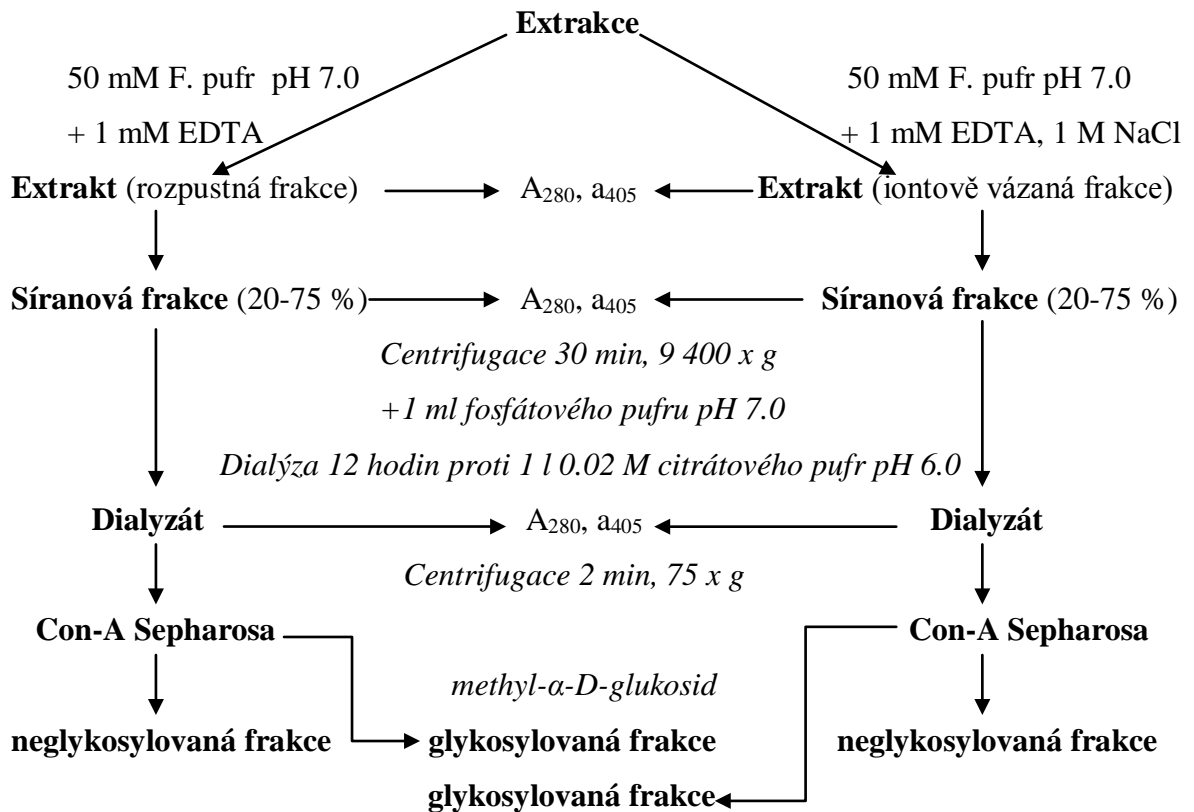 Extrakce
50 mM F. pufr pH 7.0
50 mM F. pufr pH 7.0
+ 1 mM EDTA
+ 1 mM EDTA, 1 M NaCl
Extrakt (rozpustná frakce)
A280, a405
Extrakt (iontově vázaná frakce)
Síranová frakce (20-75 %)
A280, a405
Síranová frakce (20-75 %)
Centrifugace 30 min, 9 400 x g
+1 ml fosfátového pufru pH 7.0
Dialýza 12 hodin proti 1 l 0.02 M citrátového pufr pH 6.0
Dialyzát
A280, a405
Dialyzát
Centrifugace 2 min, 75 x g
Con-A Sepharosa
Con-A Sepharosa
methyl-α-D-glukosid
neglykosylovaná frakce
glykosylovaná frakce
neglykosylovaná frakce
glykosylovaná frakce